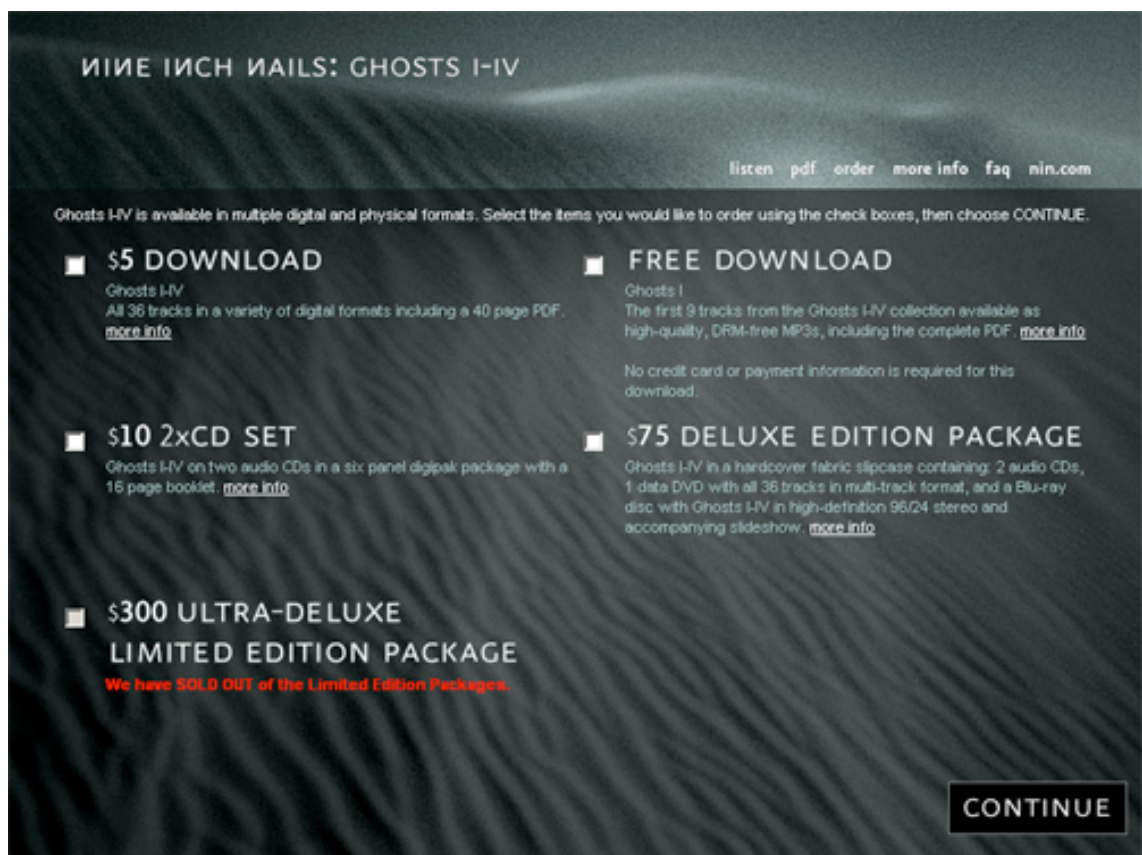 NINE INCH NAILS: GHOSTS I-IV
listen pdf order more info faq nin.com
Ghosts I-IV is available in multiple digital and physical formats. Select the items you would like to order using the check boxes, then choose CONTINUE.
$5 DOWNLOAD
Ghosts I-IV
All 36 tracks in a variety of digital formats including a 40 page PDF.
more info
FREE DOWNLOAD
Ghosts I
The first 9 tracks from the Ghosts I-IV collection available as
high-quality, DRM-free MP3s, including the complete PDF. more info
No credit card or payment information is required for this
download.
$10 2xCD SET
Ghosts I-IV on two audio CDs in a six panel digipak package with a
16 page booklet. more info
$75 DELUXE EDITION PACKAGE
Ghosts I-IV in a hardcover fabric slipcase containing: 2 audio CDs,
1 data DVD with all 36 tracks in multi-track format, and a Blu-ray
disc with Ghosts I-IV in high-definition 96/24 stereo and
accompanying slideshow. more info
$300 ULTRA-DELUXE
LIMITED EDITION PACKAGE
We have SOLD OUT of the Limited Edition Packages.
CONTINUE